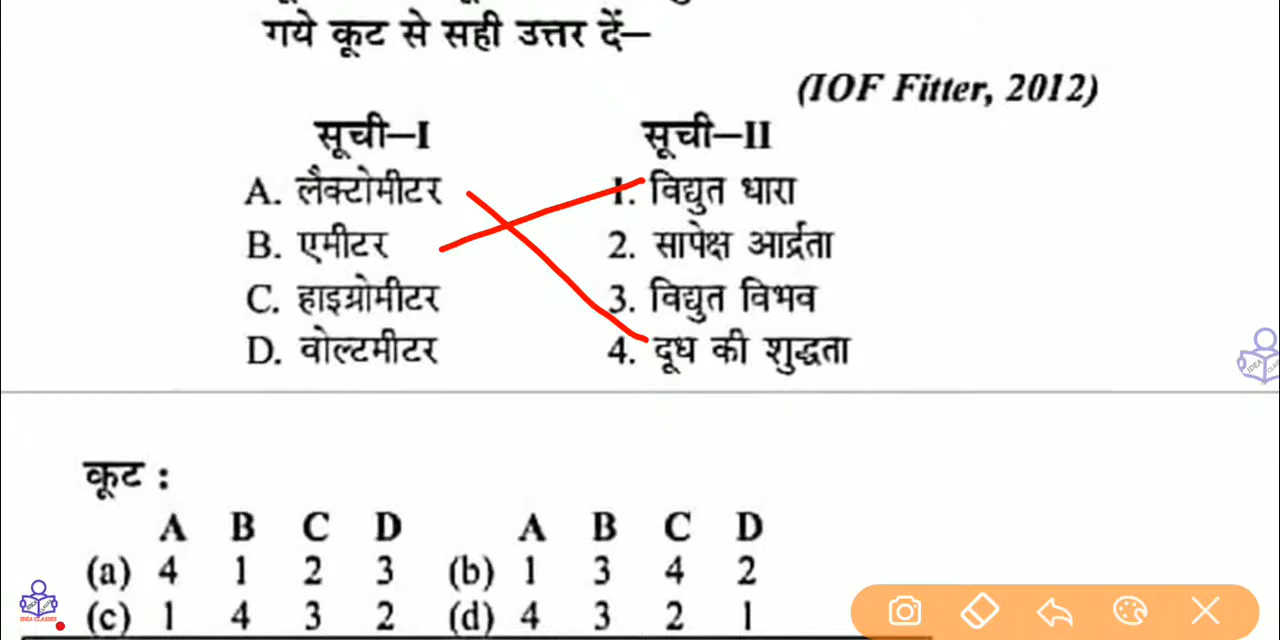 गये कूट से सही उत्तर दें–
(IOF Fitter, 2012)
सूची–I सूची–II
A. लैक्टोमीटर 1. विद्युत धारा
B. एमीटर 2. सापेक्ष आर्द्रता
C. हाइग्रोमीटर 3. विद्युत विभव
D. वोल्टमीटर 4. दूध की शुद्धता
कूट :
A B C D A B C D
(a) 4 1 2 3 (b) 1 3 4 2
(c) 1 4 3 2 (d) 4 3 2 1
IDEA CLASSES